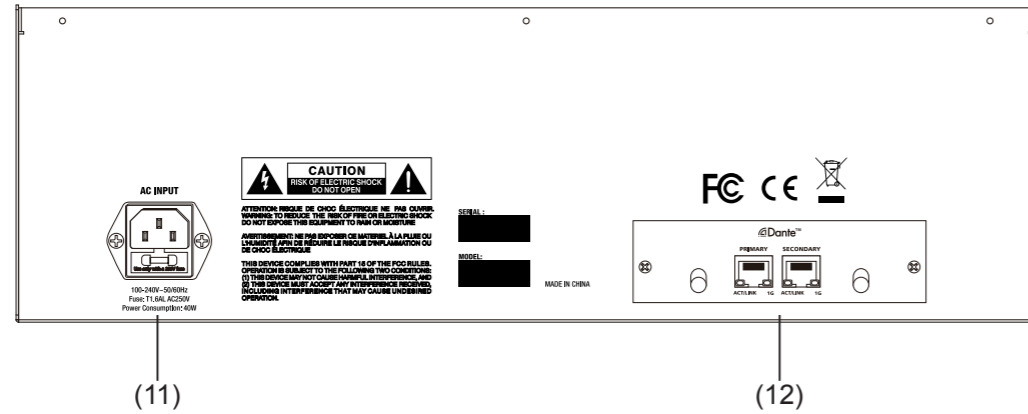 AC INPUT
Use only with a 250V fuse
100-240V~50/60Hz
Fuse: T1.6AL AC250V
Power Consumption: 40W
CAUTION
RISK OF ELECTRIC SHOCK
DO NOT OPEN
ATTENTION: RISQUE DE CHOC ÉLECTRIQUE NE PAS OUVRIR.
WARNING: TO REDUCE THE RISK OF FIRE OR ELECTRIC SHOCK
DO NOT EXPOSE THIS EQUIPMENT TO RAIN OR MOISTURE
AVERTISSEMENT: NE PAS EXPOSER CE MATERIEL À LA PLUIE OU
L'HUMIDITÉ AFIN DE RÉDUIRE LE RISQUE D'INFLAMMATION OU
DE CHOC ÉLECTRIQUE
THIS DEVICE COMPLIES WITH PART 15 OF THE FCC RULES.
OPERATION IS SUBJECT TO THE FOLLOWING TWO CONDITIONS:
(1) THIS DEVICE MAY NOT CAUSE HARMFUL INTERFERENCE, AND
(2) THIS DEVICE MUST ACCEPT ANY INTERFERENCE RECEIVED,
INCLUDING INTERFERENCE THAT MAY CAUSE UNDESIRED
OPERATION.
SERIAL :
MODEL:
MADE IN CHINA
FC CE
Dante™
PRIMARY SECONDARY
ACT/LINK 1G ACT/LINK 1G
(11)
(12)